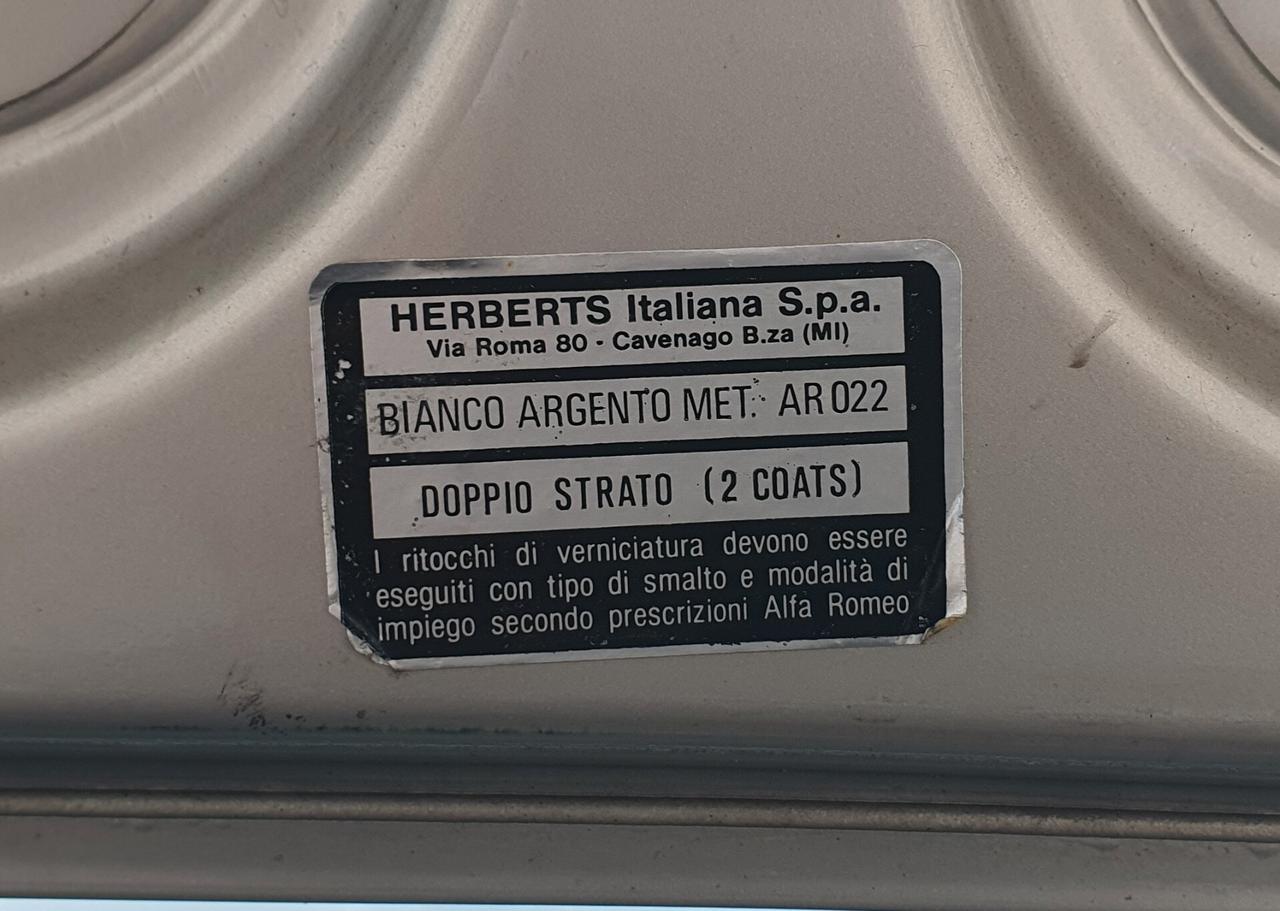 HERBERTS Italiana S.p.a.
Via Roma 80 - Cavenago B.za (MI)
BIANCO ARGENTO MET. AR 022
DOPPIO STRATO (2 COATS)
I ritocchi di verniciatura devono essere
eseguiti con tipo di smalto e modalità di
impiego secondo prescrizioni Alfa Romeo